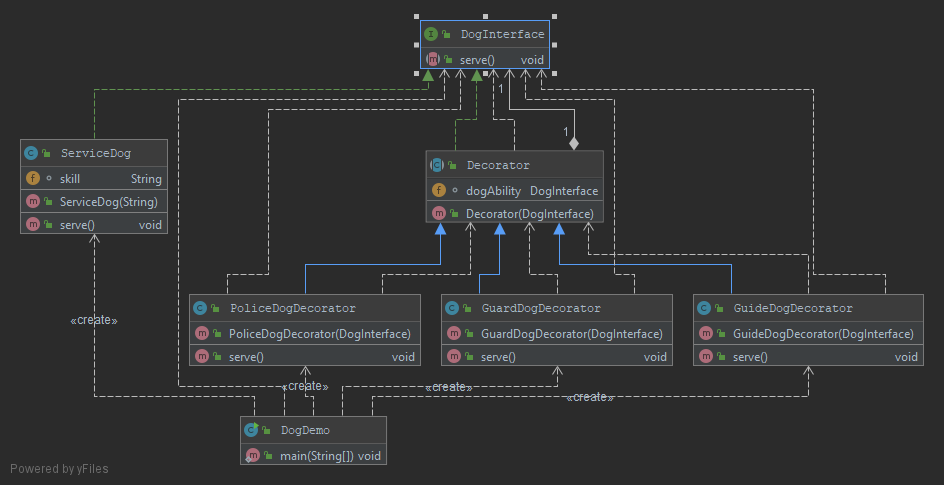 DogInterface
serve() void
1
1
ServiceDog
skill String
ServiceDog(String)
serve() void
Decorator
dogAbility DogInterface
Decorator(DogInterface)
«create»
PoliceDogDecorator
PoliceDogDecorator(DogInterface)
serve() void
GuardDogDecorator
GuardDogDecorator(DogInterface)
serve() void
GuideDogDecorator
GuideDogDecorator(DogInterface)
serve() void
«create»
«create»
«create»
DogDemo
main(String[]) void
Powered by yFiles